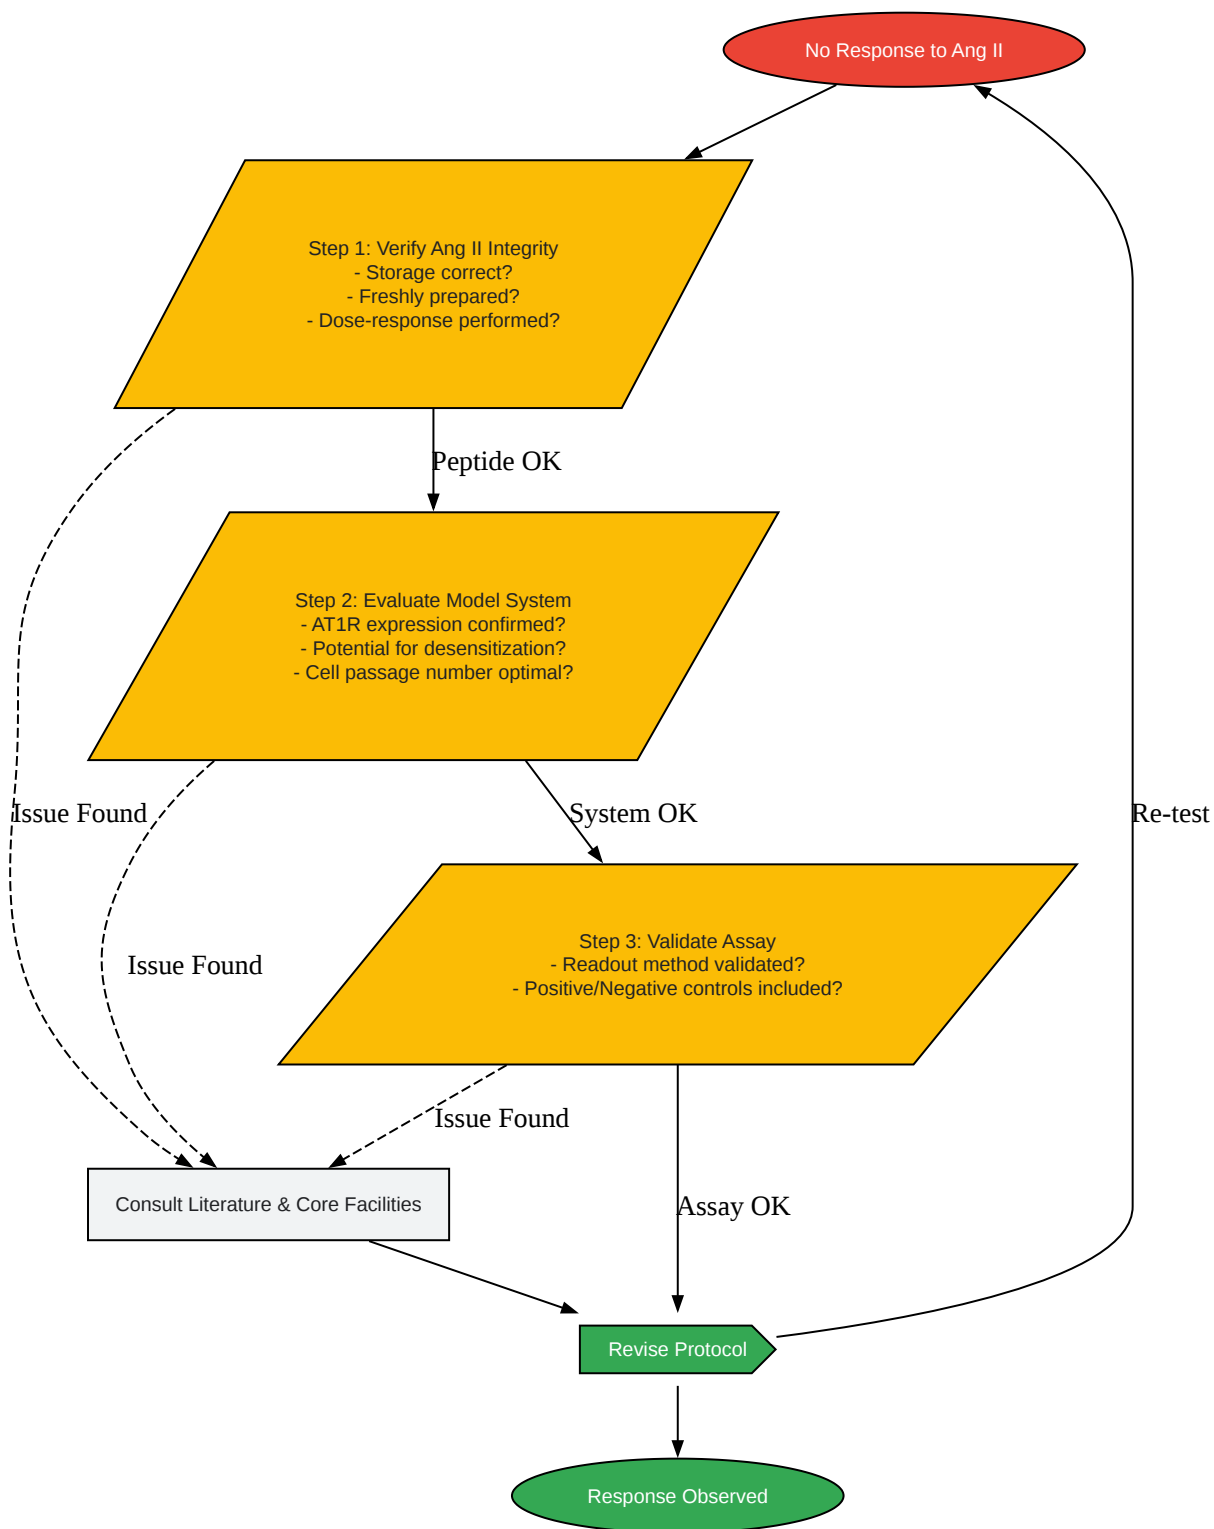 No Response to Ang II
Step 1: Verify Ang II Integrity
- Storage correct?
- Freshly prepared?
- Dose-response performed?
Peptide OK
Step 2: Evaluate Model System
- AT1R expression confirmed?
- Potential for desensitization?
- Cell passage number optimal?
Issue Found
System OK
Re-test
Step 3: Validate Assay
- Readout method validated?
- Positive/Negative controls included?
Issue Found
Issue Found
Consult Literature & Core Facilities
Assay OK
Revise Protocol
Response Observed